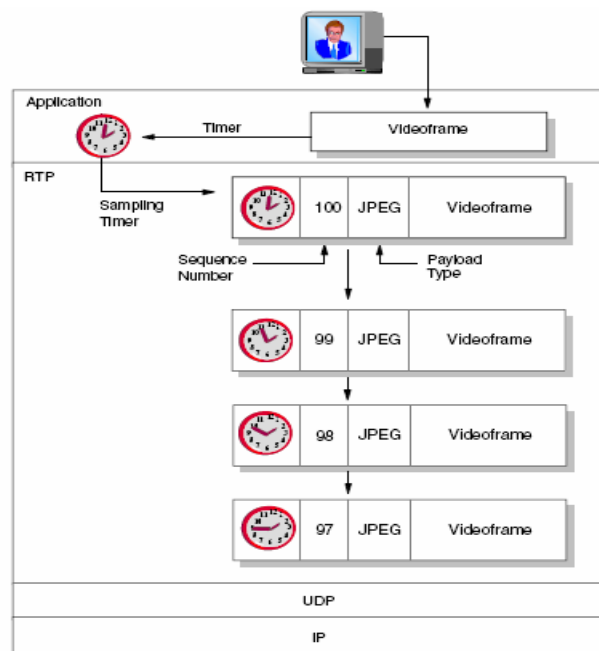 Application
Timer
Videoframe
RTP
Sampling
Timer
100 JPEG Videoframe
Sequence
Number
Payload
Type
99 JPEG Videoframe
98 JPEG Videoframe
97 JPEG Videoframe
UDP
IP